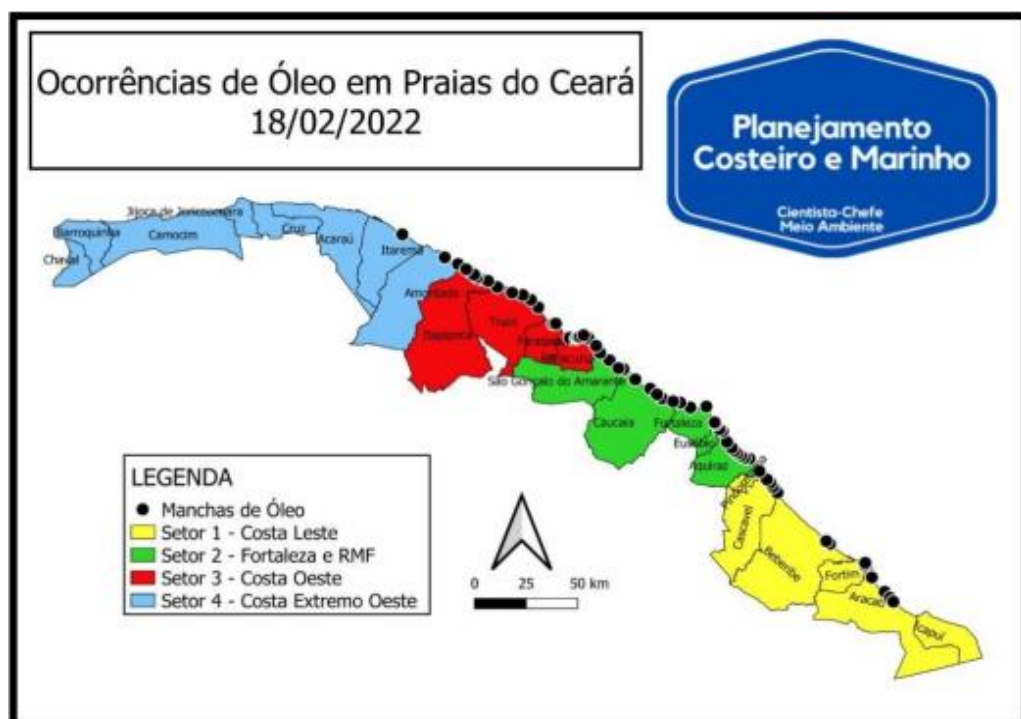 Ocorrências de Óleo em Praias do Ceará
18/02/2022
Planejamento
Costeiro e Marinho
Cientista-Chefe
Meio Ambiente
Jijoca de Jericoacoara
Barroquinha
Camocim
Cruz
Chaval
Acaraú
Itarema
Amontada
Itapipoca
Trairi
São Gonçalo do Amarante
Caucaia
Fortaleza
Eusébio
Aquiraz
Cascavel
Beberibe
Fortim
Aracati
Icapuí
LEGENDA
Manchas de Óleo
Setor 1 - Costa Leste
Setor 2 - Fortaleza e RMF
Setor 3 - Costa Oeste
Setor 4 - Costa Extremo Oeste
0 25 50 km